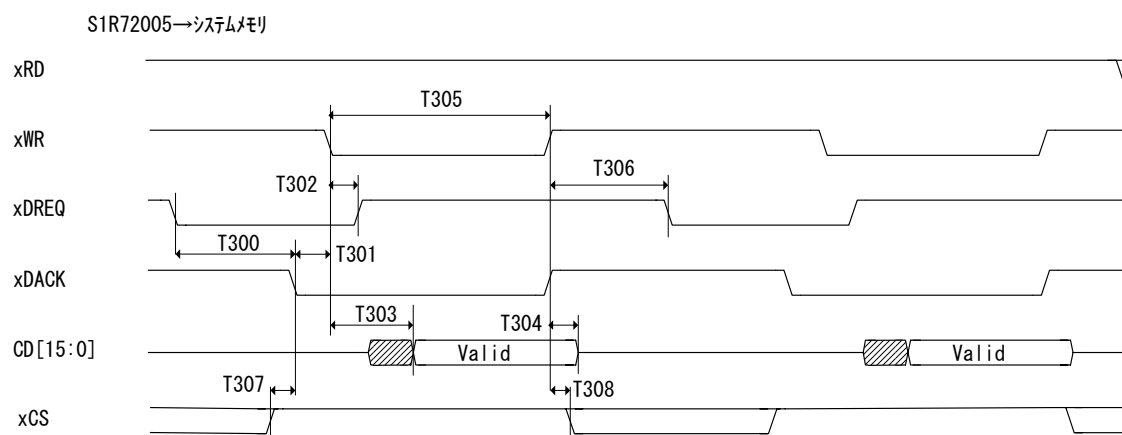 S1R72005→ｼｽﾃﾑﾒﾓﾘ
xRD
T305
xWR
T302
T306
xDREQ
T300
T301
xDACK
T303
T304
CD[15:0]
Valid
Valid
T307
T308
xCS